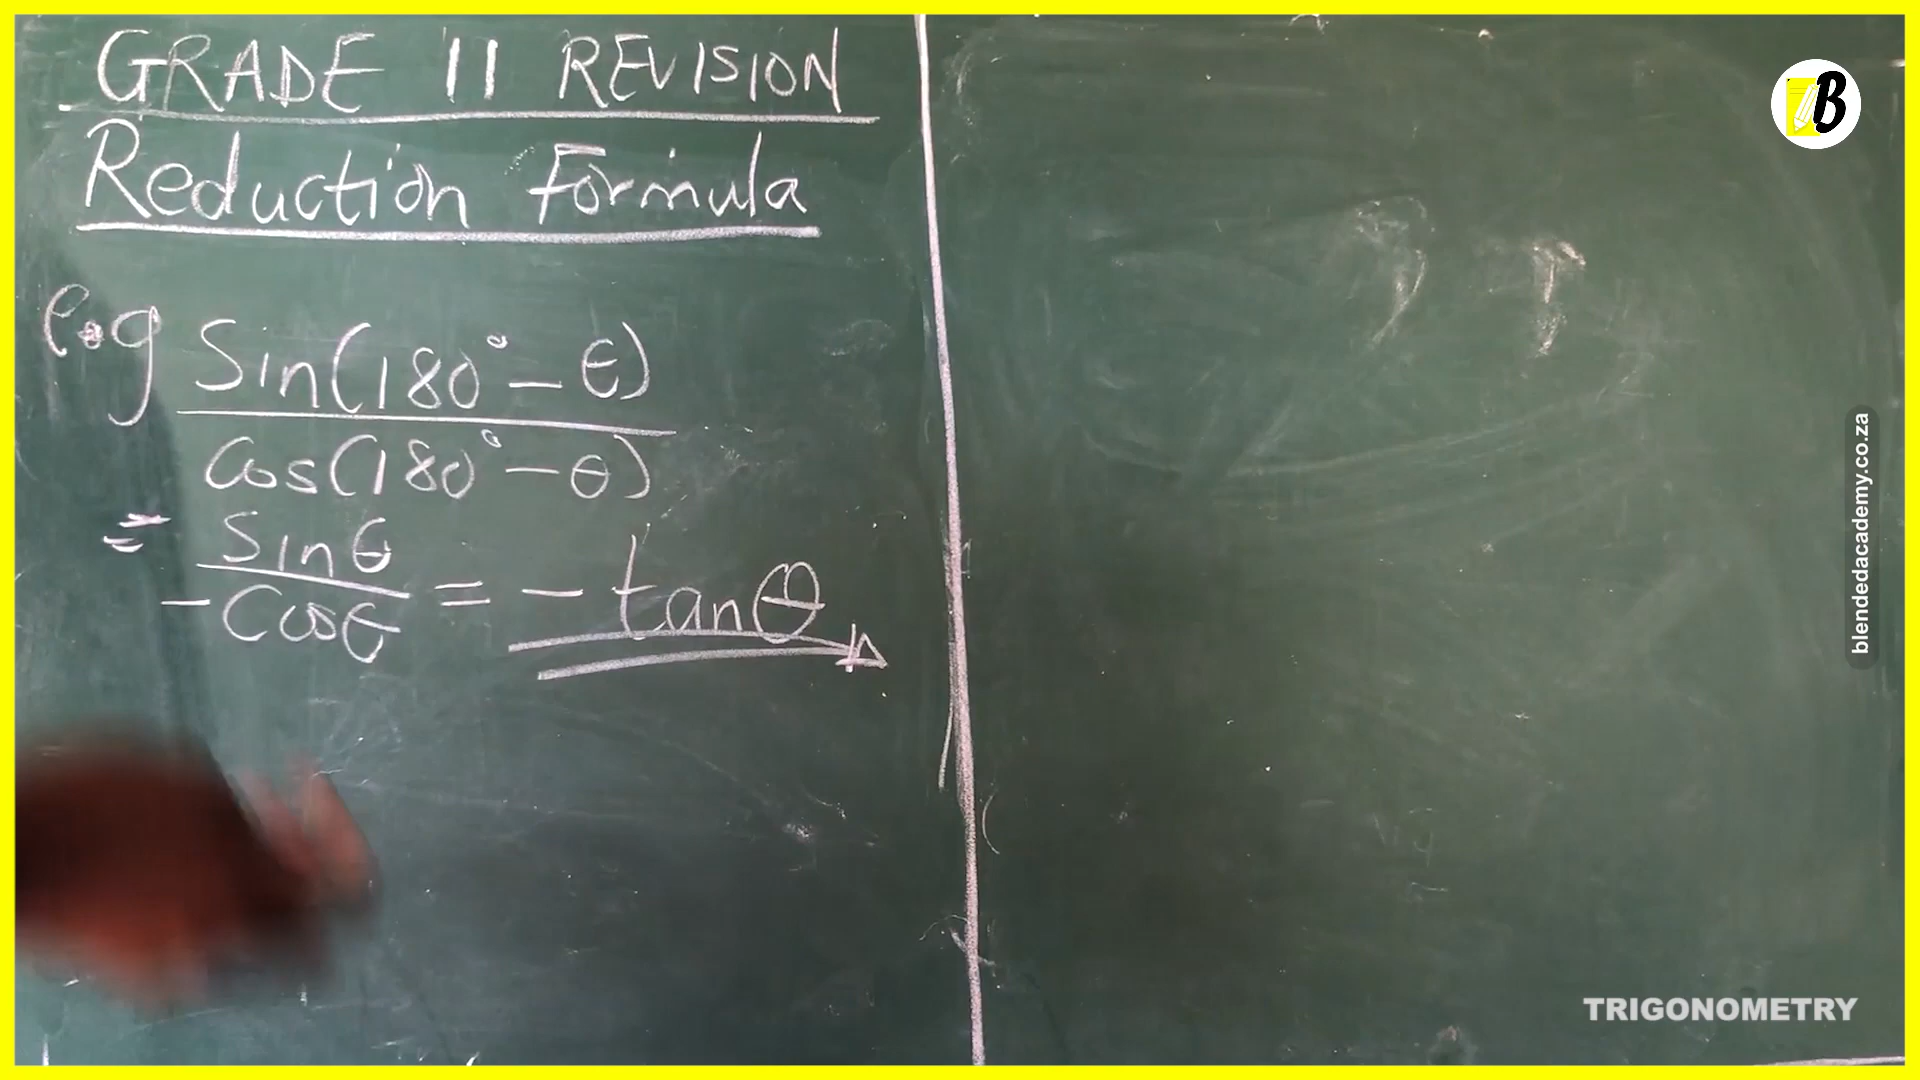 GRADE 11 REVISION
Reduction Formula
e.g
Sin(180° - θ)
Cos(180° - θ)
= Sinθ
-Cosθ
= - tanθ
B
blendedacademy.co.za
TRIGONOMETRY